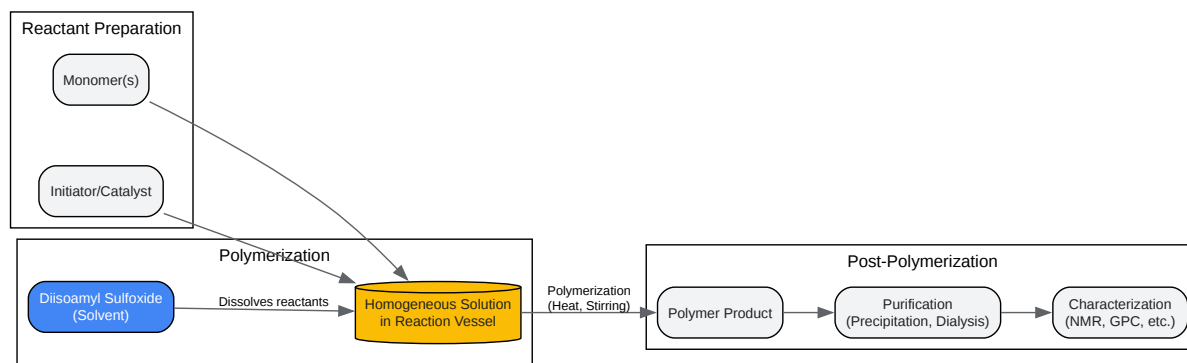 Reactant Preparation
Monomer(s)
Initiator/Catalyst
Polymerization
Diisoamyl Sulfoxide
(Solvent)
Dissolves reactants
Homogeneous Solution
in Reaction Vessel
Polymerization
(Heat, Stirring)
Post-Polymerization
Polymer Product
Purification
(Precipitation, Dialysis)
Characterization
(NMR, GPC, etc.)